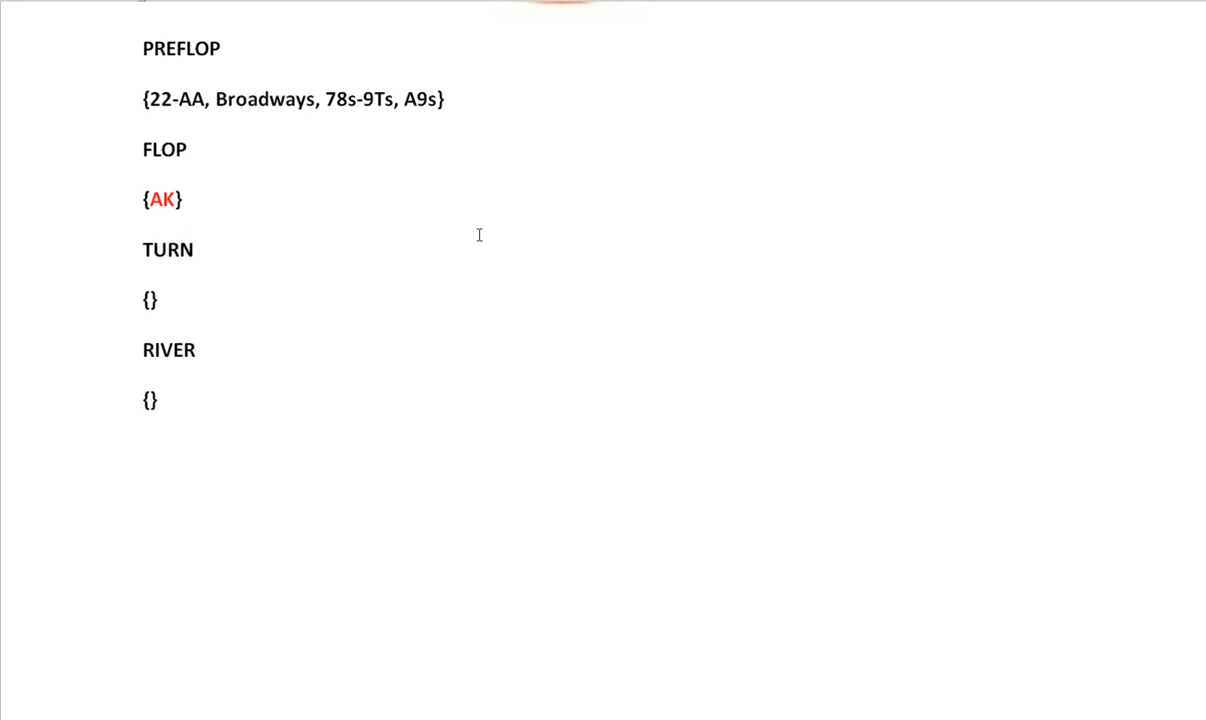 PREFLOP
{22-AA, Broadways, 78s-9Ts, A9s}
FLOP
{AK}
TURN
{}
RIVER
{}